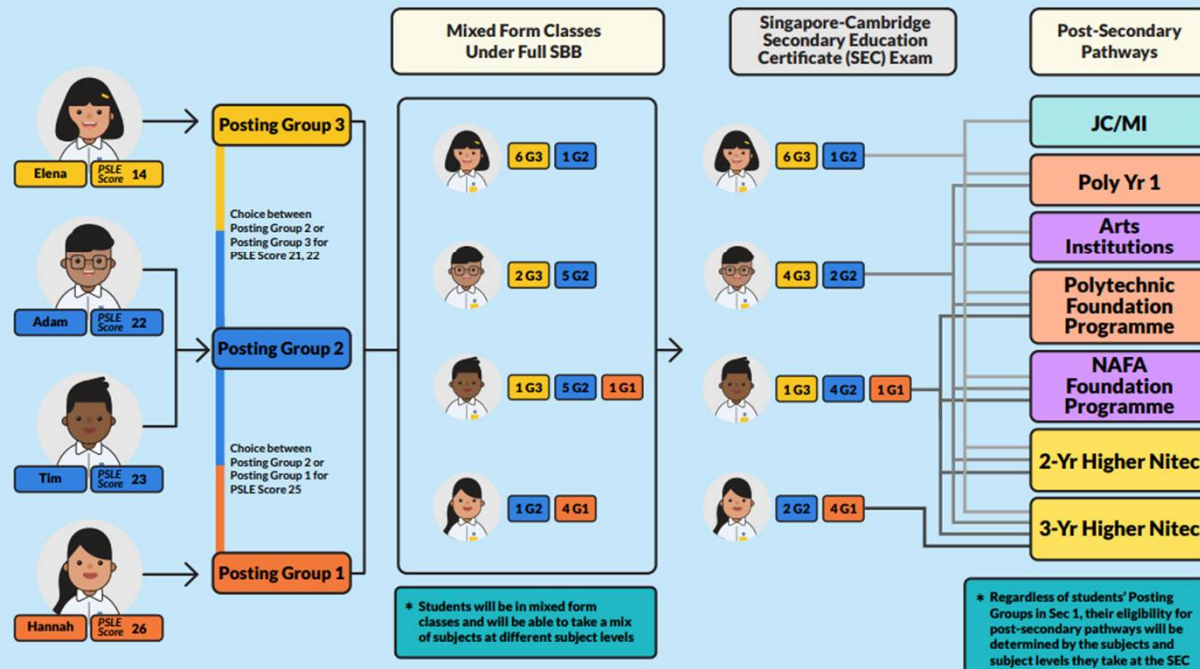 Mixed Form Classes
Under Full SBB
Singapore-Cambridge
Secondary Education
Certificate (SEC) Exam
Post-Secondary
Pathways
Elena
PSLE Score 14
Adam
PSLE Score 22
Tim
PSLE Score 23
Hannah
PSLE Score 26
Posting Group 3
Choice between
Posting Group 2 or
Posting Group 3 for
PSLE Score 21, 22
Posting Group 2
Choice between
Posting Group 2 or
Posting Group 1 for
PSLE Score 25
Posting Group 1
6 G3 1 G2
2 G3 5 G2
1 G3 5 G2 1 G1
1 G2 4 G1
* Students will be in mixed form
classes and will be able to take a mix
of subjects at different subject levels
6 G3 1 G2
4 G3 2 G2
1 G3 4 G2 1 G1
2 G2 4 G1
JC/MI
Poly Yr 1
Arts
Institutions
Polytechnic
Foundation
Programme
NAFA
Foundation
Programme
2-Yr Higher Nitec
3-Yr Higher Nitec
* Regardless of students' Posting
Groups in Sec 1, their eligibility for
post-secondary pathways will be
determined by the subjects and
subject levels they take at the SEC